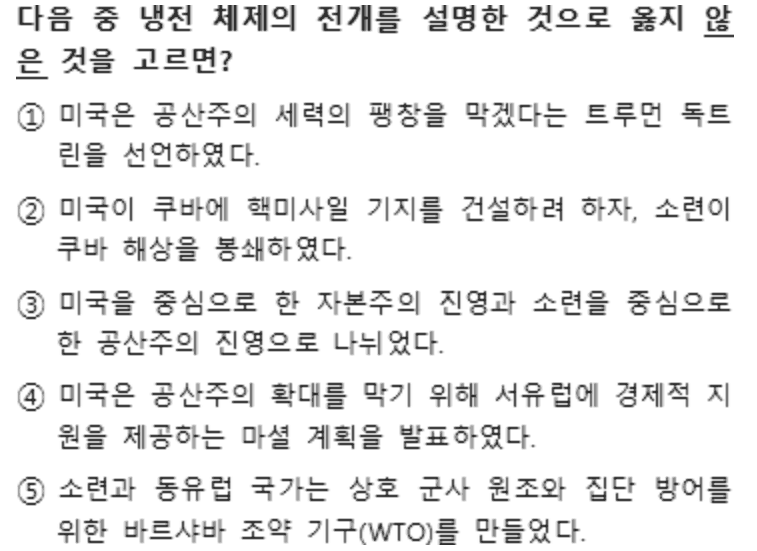 다음 중 냉전 체제의 전개를 설명한 것으로 옳지 않
은 것을 고르면?
① 미국은 공산주의 세력의 팽창을 막겠다는 트루먼 독트
린을 선언하였다.
② 미국이 쿠바에 핵미사일 기지를 건설하려 하자, 소련이
쿠바 해상을 봉쇄하였다.
③ 미국을 중심으로 한 자본주의 진영과 소련을 중심으로
한 공산주의 진영으로 나뉘었다.
④ 미국은 공산주의 확대를 막기 위해 서유럽에 경제적 지
원을 제공하는 마셜 계획을 발표하였다.
⑤ 소련과 동유럽 국가는 상호 군사 원조와 집단 방어를
위한 바르샤바 조약 기구(WTO)를 만들었다.